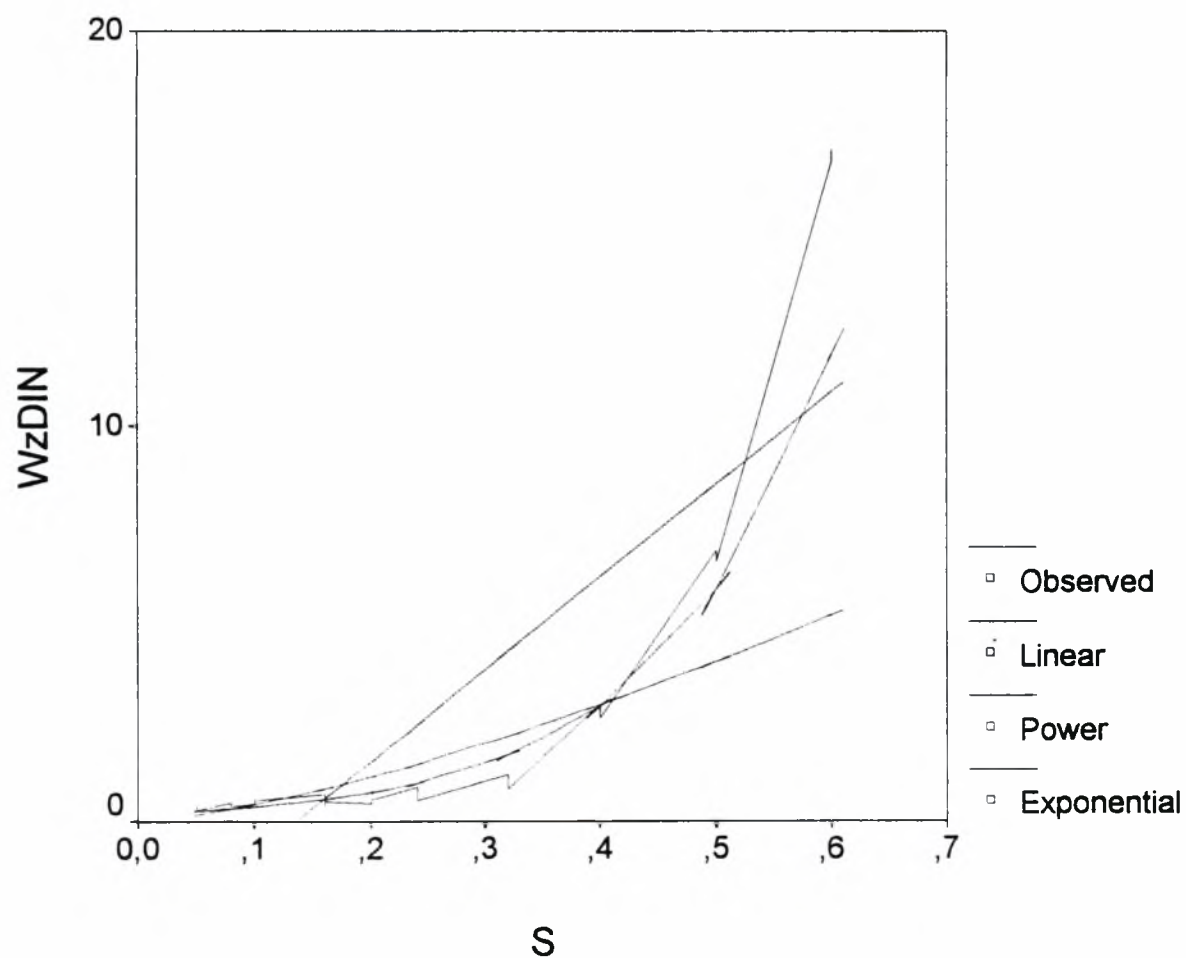 20
10
0
WzDIN
0,0 ,1 ,2 ,3 ,4 ,5 ,6 ,7
S
Observed
Linear
Power
Exponential